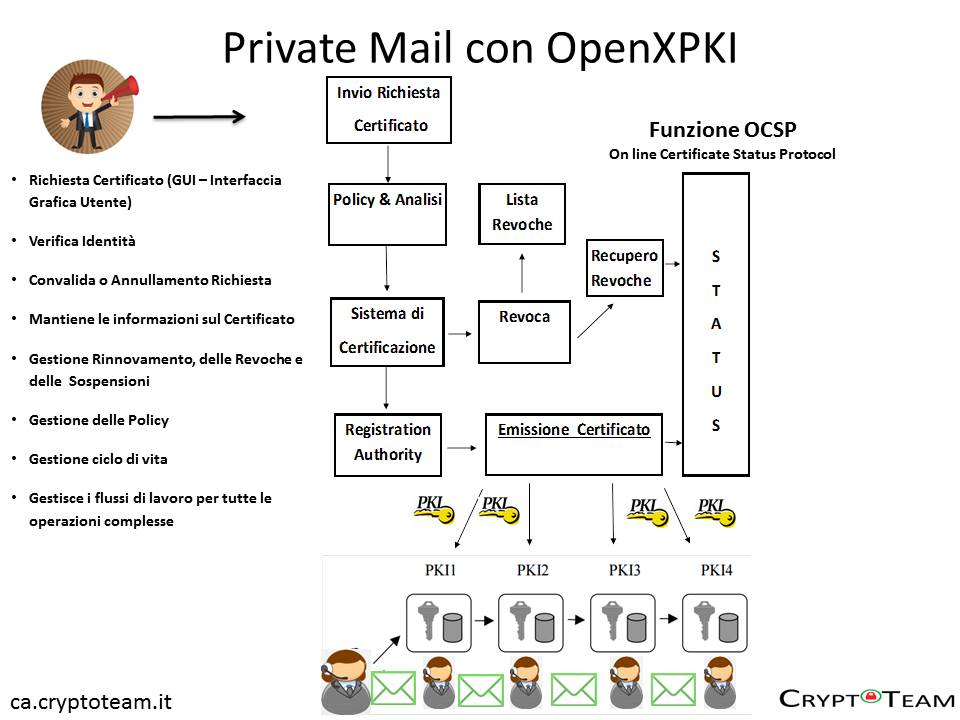 Private Mail con OpenXPKI
Invio Richiesta
Certificato
Funzione OCSP
On line Certificate Status Protocol
• Richiesta Certificato (GUI – Interfaccia
Grafica Utente)
• Verifica Identità
• Convalida o Annullamento Richiesta
• Mantiene le informazioni sul Certificato
• Gestione Rinnovamento, delle Revoche e
delle Sospensioni
• Gestione delle Policy
• Gestione ciclo di vita
• Gestisce i flussi di lavoro per tutte le
operazioni complesse
Policy & Analisi
Lista
Revoche
Recupero
Revoche
Sistema di
Certificazione
Revoca
S
T
A
T
U
S
Registration
Authority
Emissione Certificato
PKI
PKI
PKI
PKI
PKI1
PKI2
PKI3
PKI4
ca.cryptoteam.it
CRYPTOTEAM